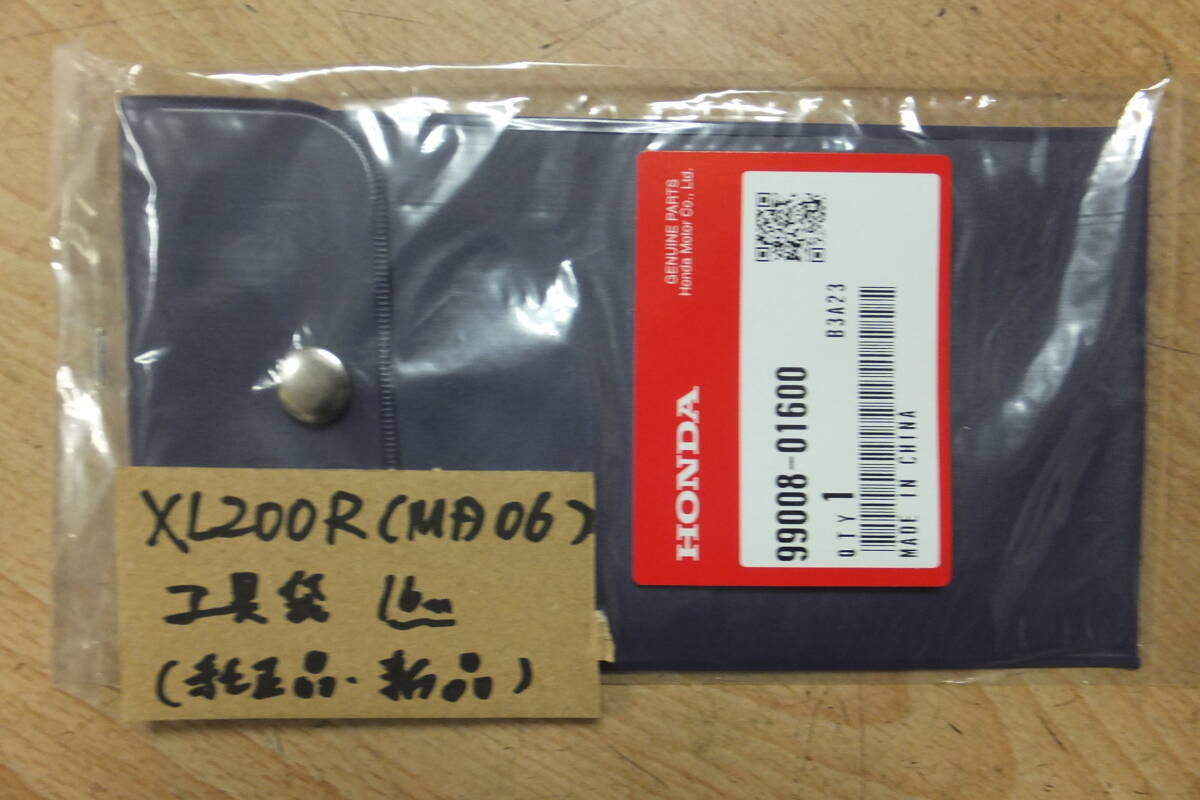 GENUINE PARTS
Honda Motor Co., Ltd.
HONDA
99008-01600
B3A23
QTY 1
MADE IN CHINA
XL200R(MD06)
工具袋
(純正品・新品)